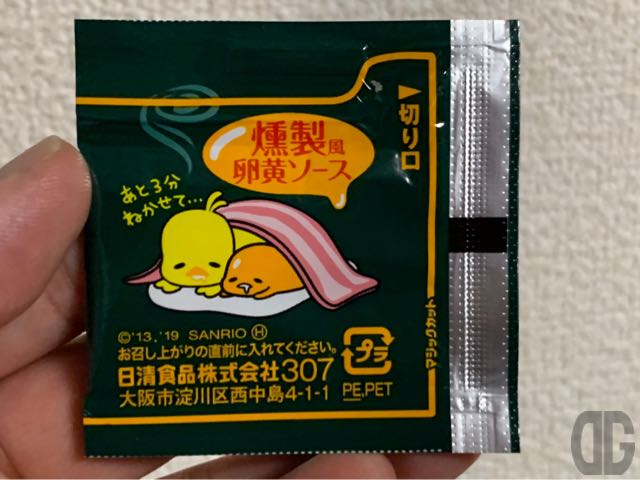 ▶切り口
燻製風
卵黄ソース
あと3分
ねかせて…
マジックカット
©'13,'19 SANRIO Ⓗ
お召し上がりの直前に入れてください。
日清食品株式会社307
大阪市淀川区西中島4-1-1
プラ
PE,PET
DG